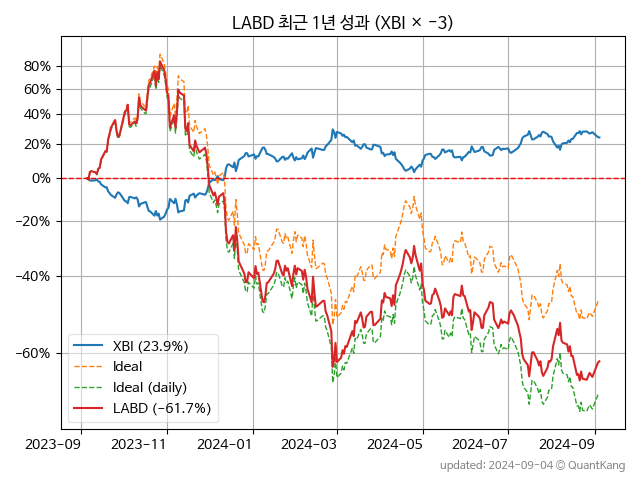 LABD 최근 1년 성과 (XBI × −3)
80%
60%
40%
20%
0%
−20%
−40%
−60%
XBI (23.9%)
Ideal
Ideal (daily)
LABD (−61.7%)
2023-09 2023-11 2024-01 2024-03 2024-05 2024-07 2024-09
updated: 2024-09-04 © QuantKang